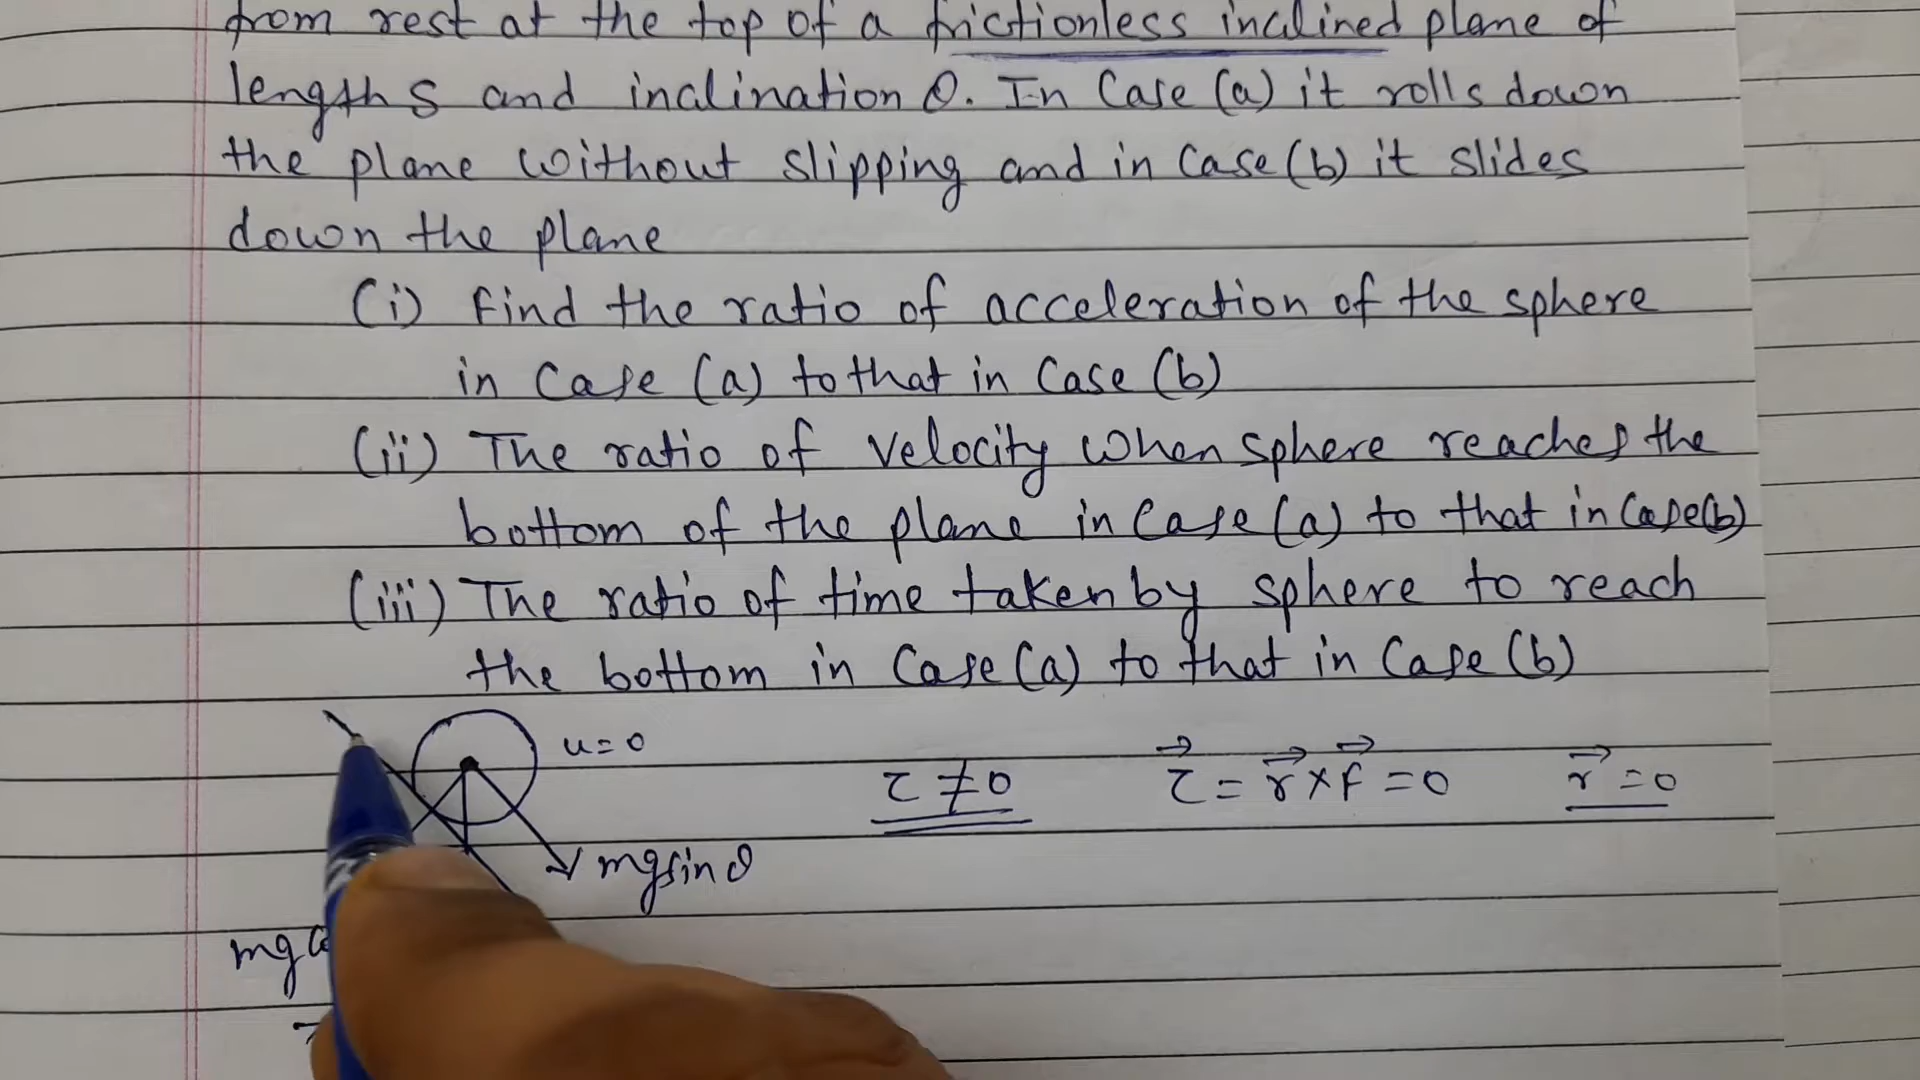 from rest at the top of a frictionless inclined plane of
length S and inclination θ. In Case (a) it rolls down
the plane without slipping and in Case (b) it slides
down the plane
(i) Find the ratio of acceleration of the sphere
in Case (a) to that in Case (b)
(ii) The ratio of velocity when sphere reaches the
bottom of the plane in Case (a) to that in Case (b)
(iii) The ratio of time taken by sphere to reach
the bottom in Case (a) to that in Case (b)
u = 0
τ ≠ 0
τ⃗ = r⃗ × F⃗ = 0
r⃗ = 0
mg sin θ
mg